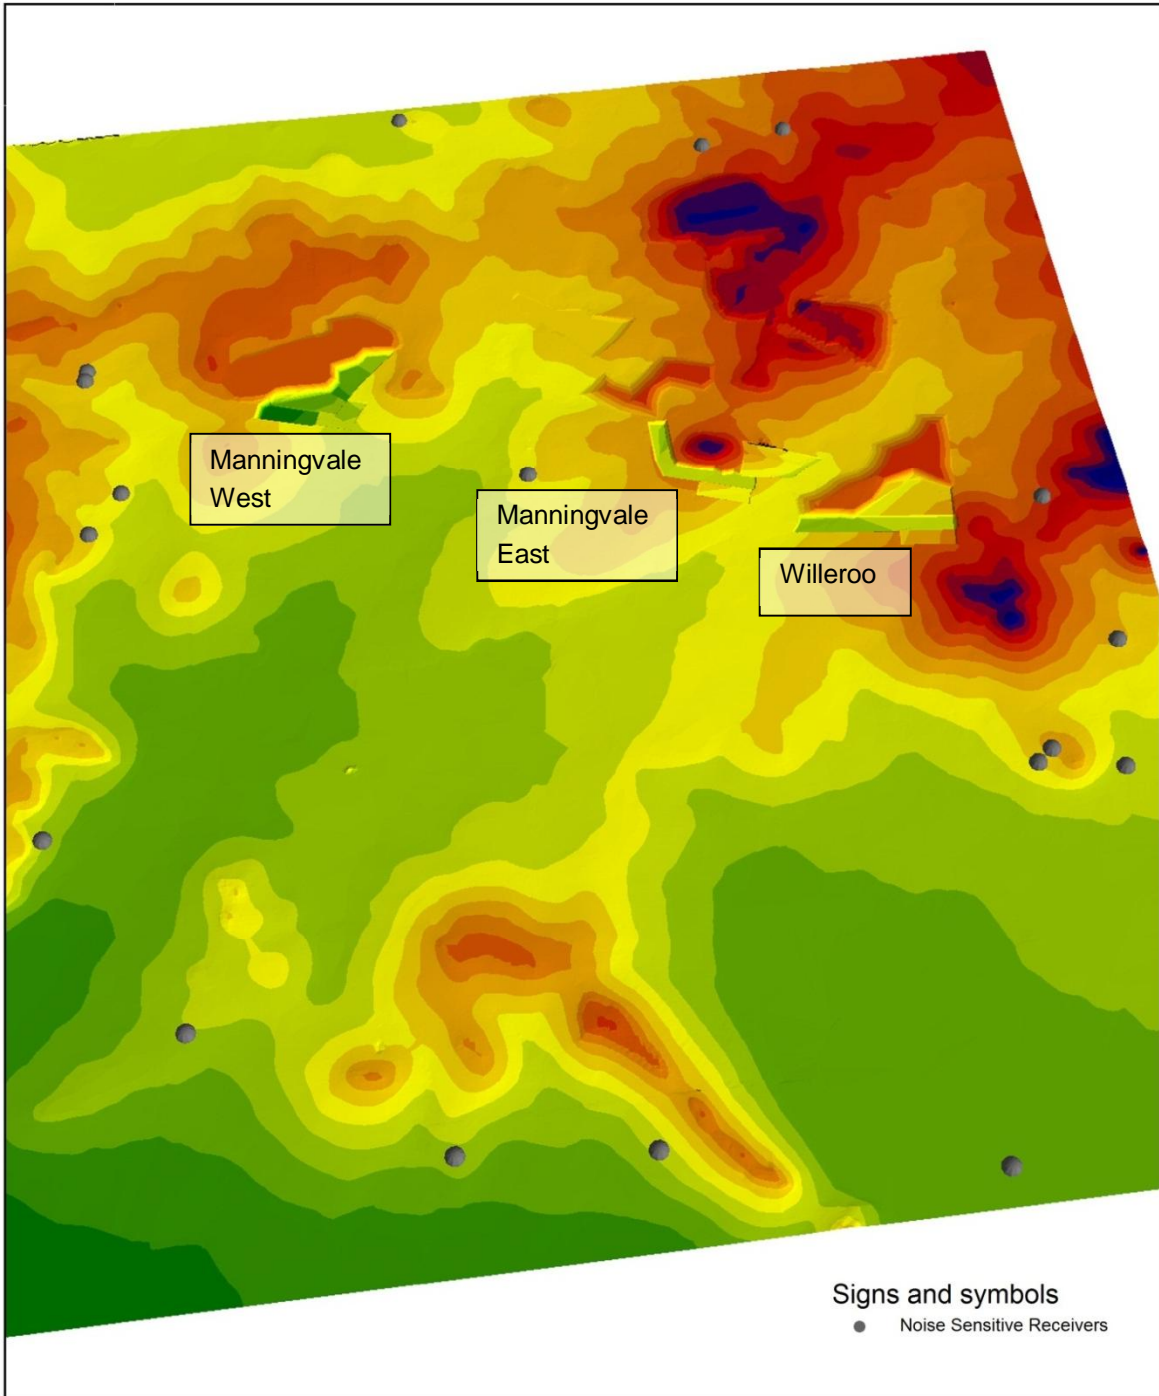 Manningvale
West
Manningvale
East
Willeroo
Signs and symbols
Noise Sensitive Receivers